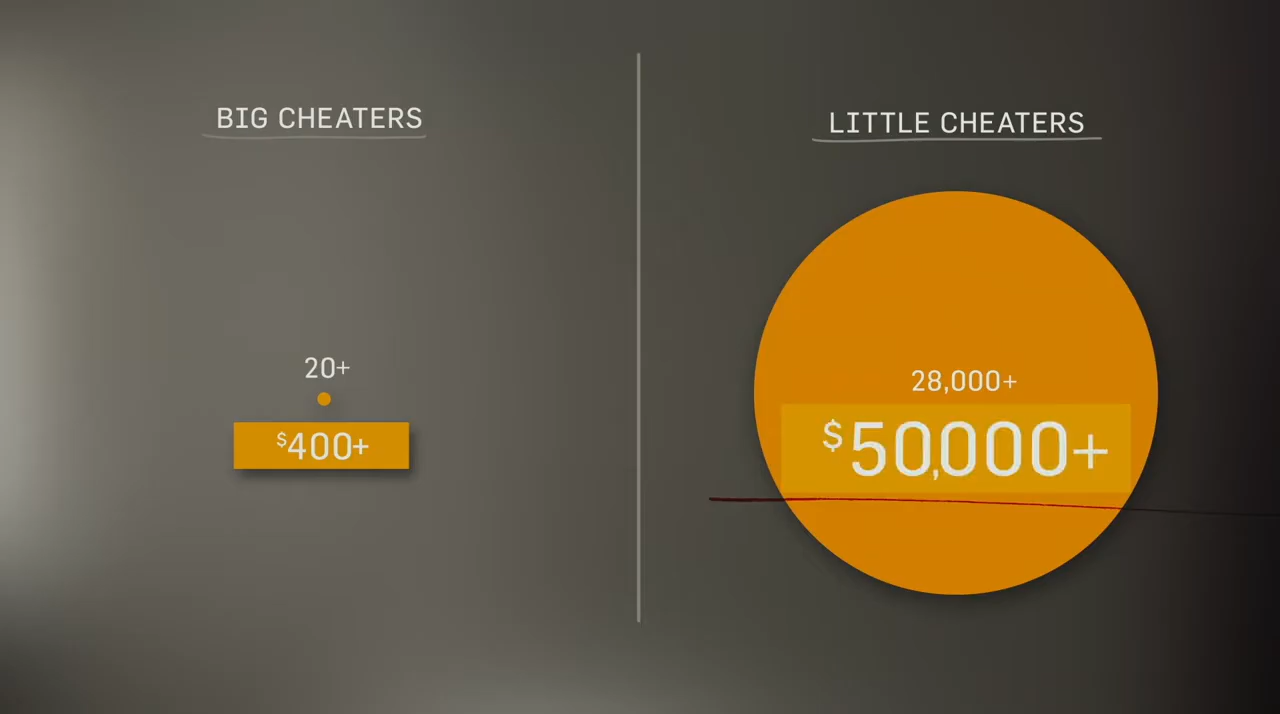 BIG CHEATERS
20+
$400+
LITTLE CHEATERS
28,000+
$50,000+